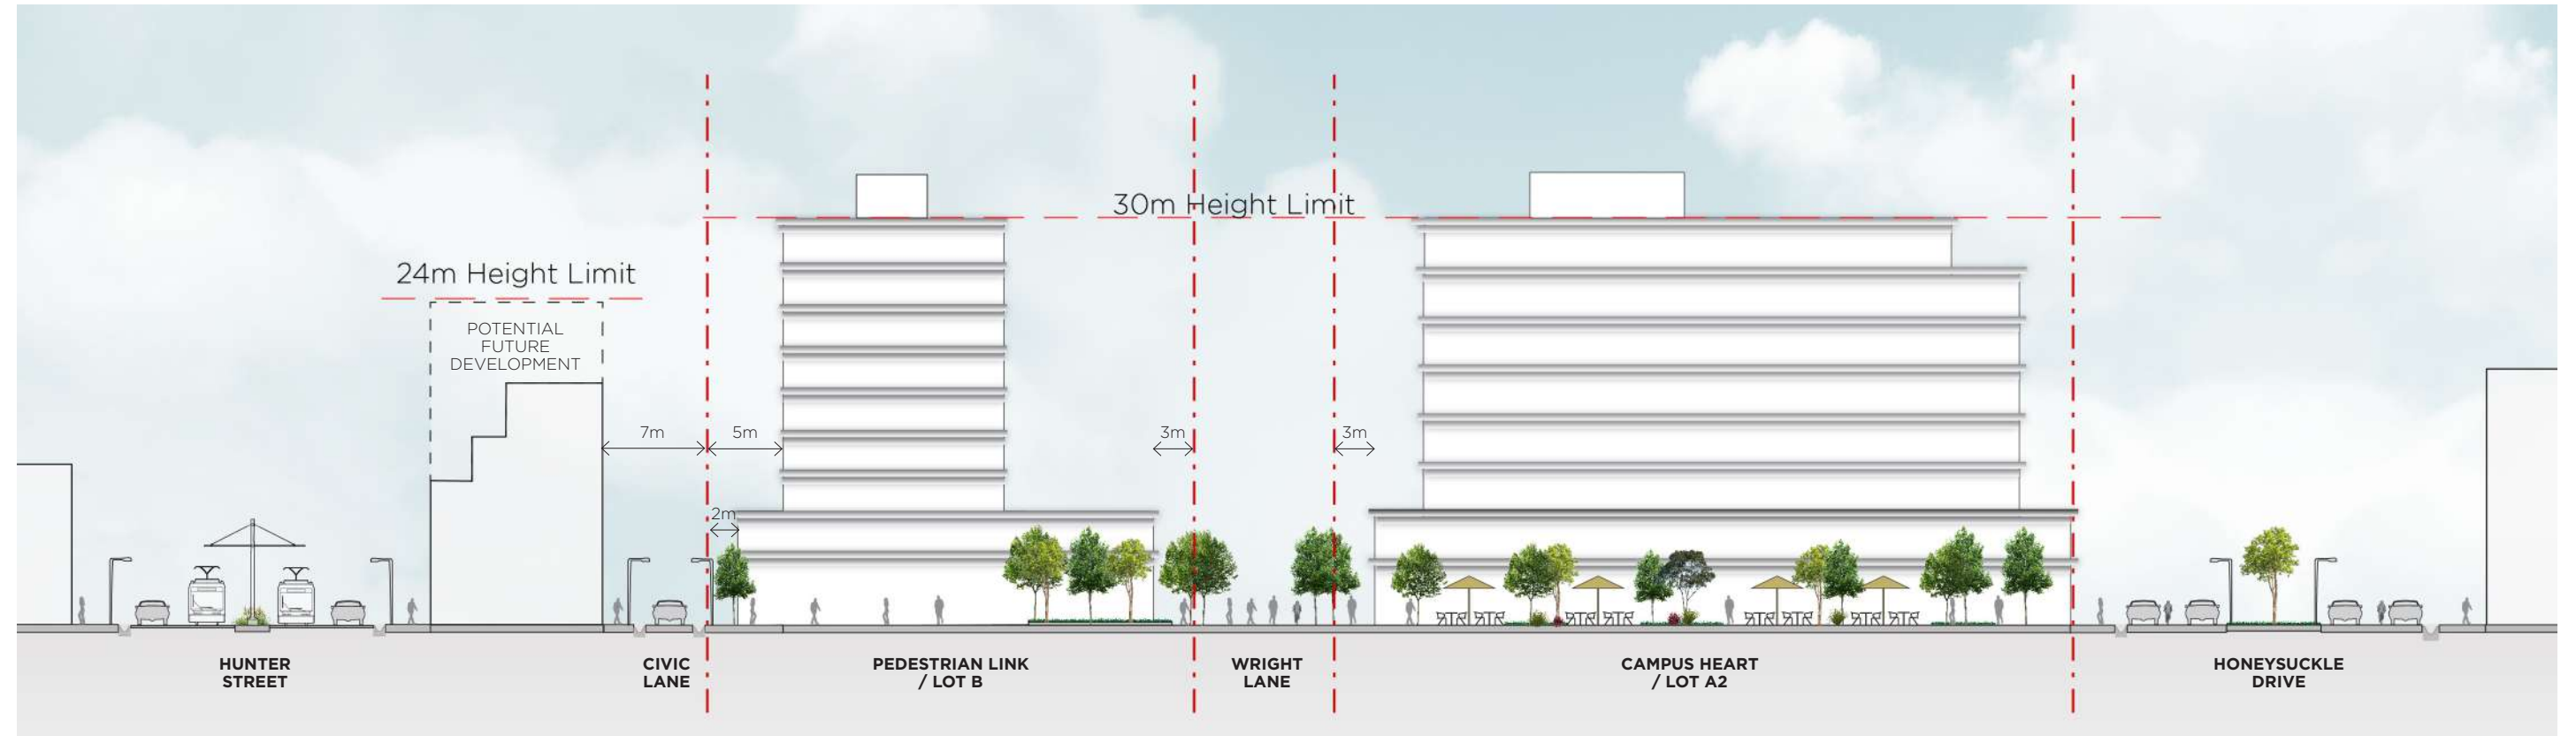 30m Height Limit
24m Height Limit
POTENTIAL
FUTURE
DEVELOPMENT
7m
5m
3m
3m
2m
HUNTER
STREET
CIVIC
LANE
PEDESTRIAN LINK
/ LOT B
WRIGHT
LANE
CAMPUS HEART
/ LOT A2
HONEYSUCKLE
DRIVE